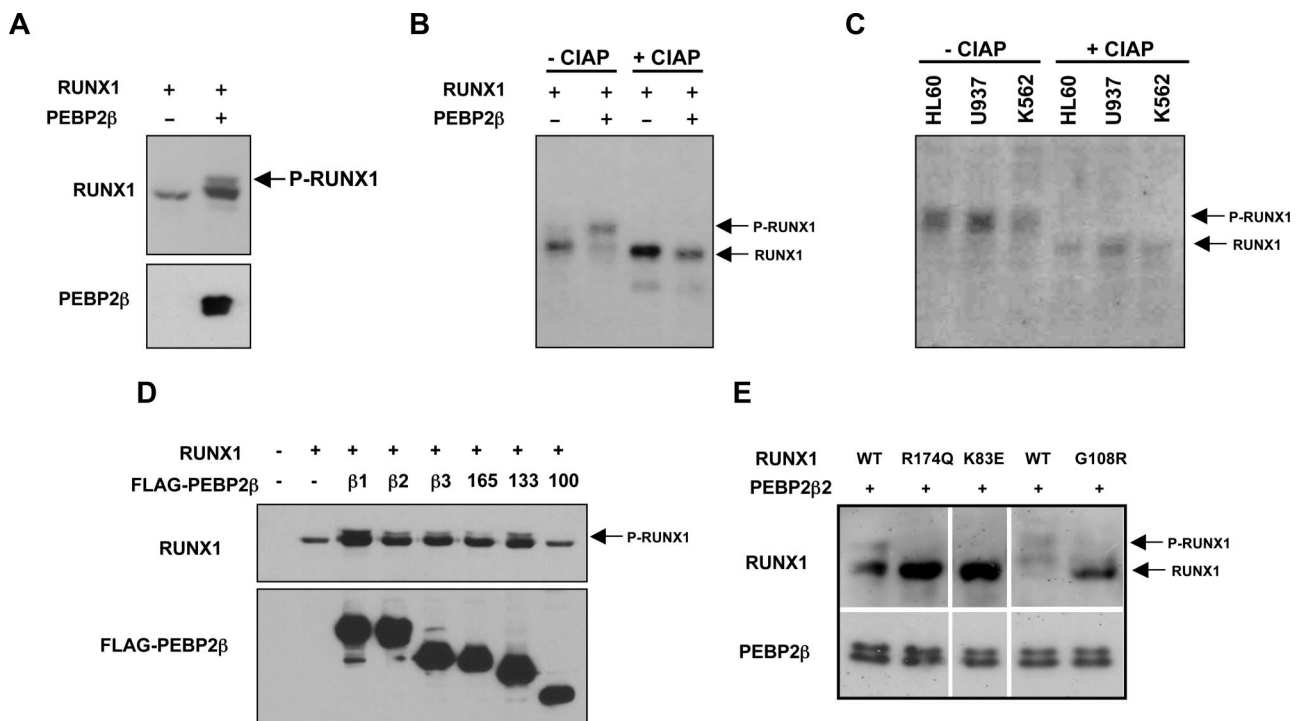 A
RUNX1 + +
PEBP2β – +
RUNX1
P-RUNX1
PEBP2β
B
- CIAP + CIAP
RUNX1 + + + +
PEBP2β – + – +
P-RUNX1
RUNX1
C
- CIAP + CIAP
HL60 U937 K562 HL60 U937 K562
P-RUNX1
RUNX1
D
RUNX1 - + + + + + + +
FLAG-PEBP2β - - β1 β2 β3 165 133 100
RUNX1
P-RUNX1
FLAG-PEBP2β
E
RUNX1 WT R174Q K83E WT G108R
PEBP2β2 + + + + +
RUNX1
P-RUNX1
RUNX1
PEBP2β